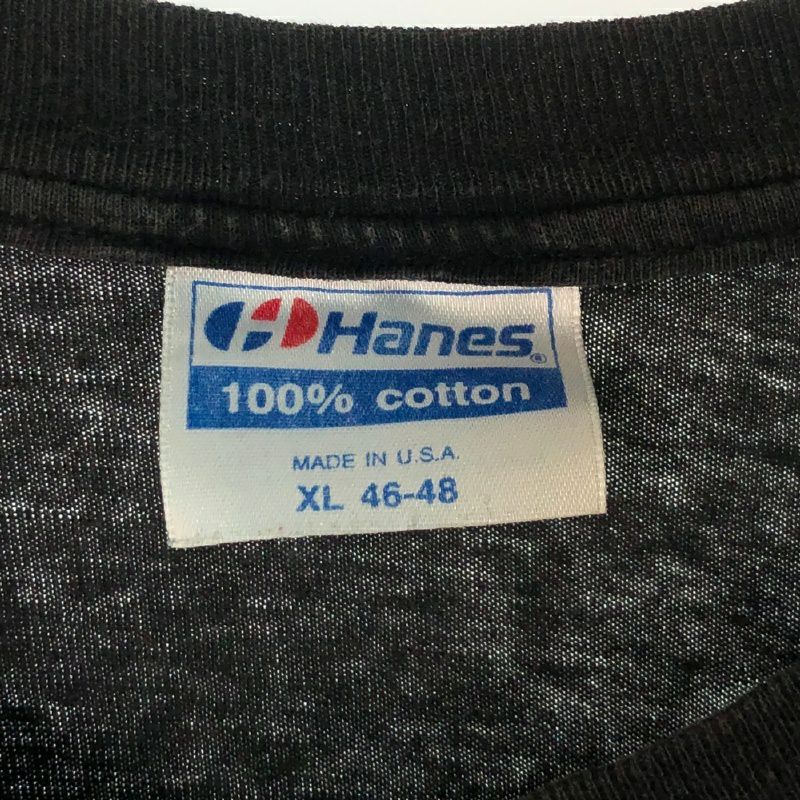 Hanes®
100% cotton
MADE IN U.S.A.
XL 46-48